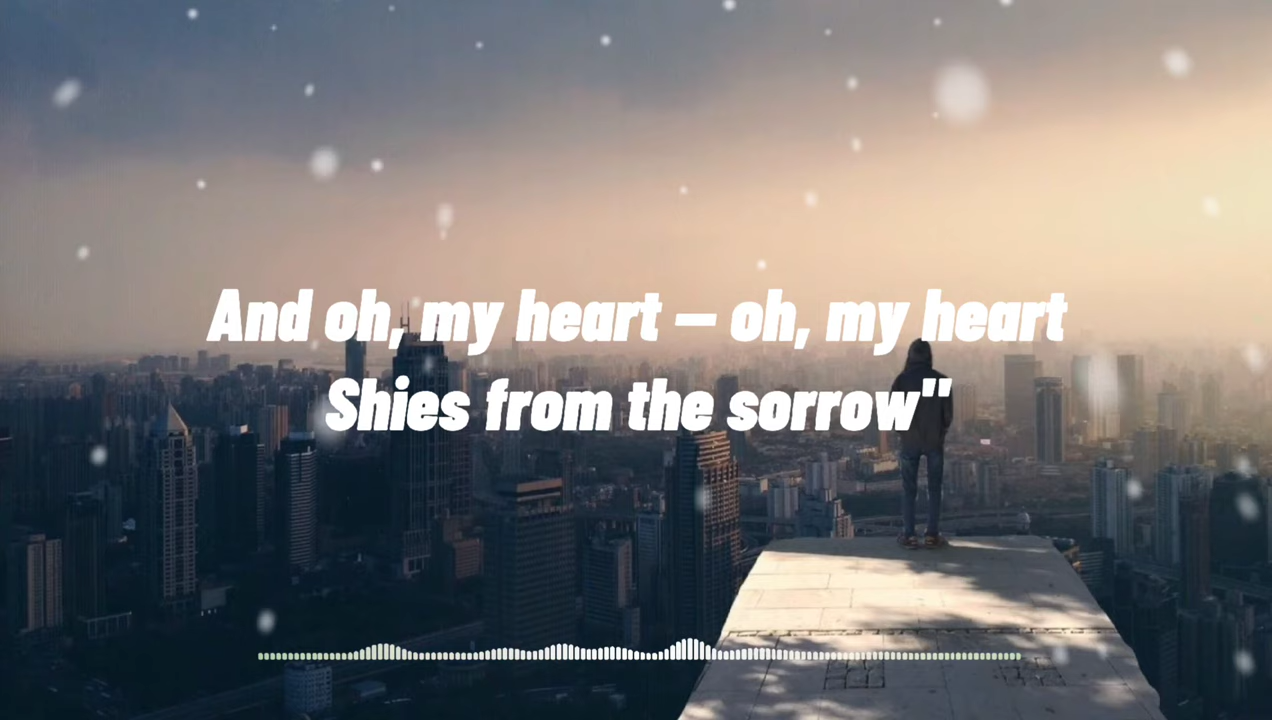 And oh, my heart — oh, my heart
Shies from the sorrow"